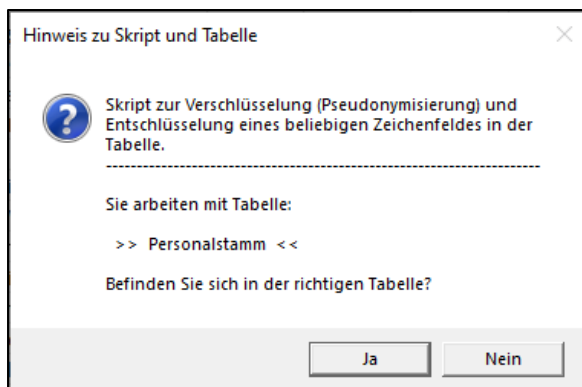 Hinweis zu Skript und Tabelle
Skript zur Verschlüsselung (Pseudonymisierung) und
Entschlüsselung eines beliebigen Zeichenfeldes in der
Tabelle.
------------------------------------------------------------------------
Sie arbeiten mit Tabelle:
>> Personalstamm <<
Befinden Sie sich in der richtigen Tabelle?
Ja
Nein